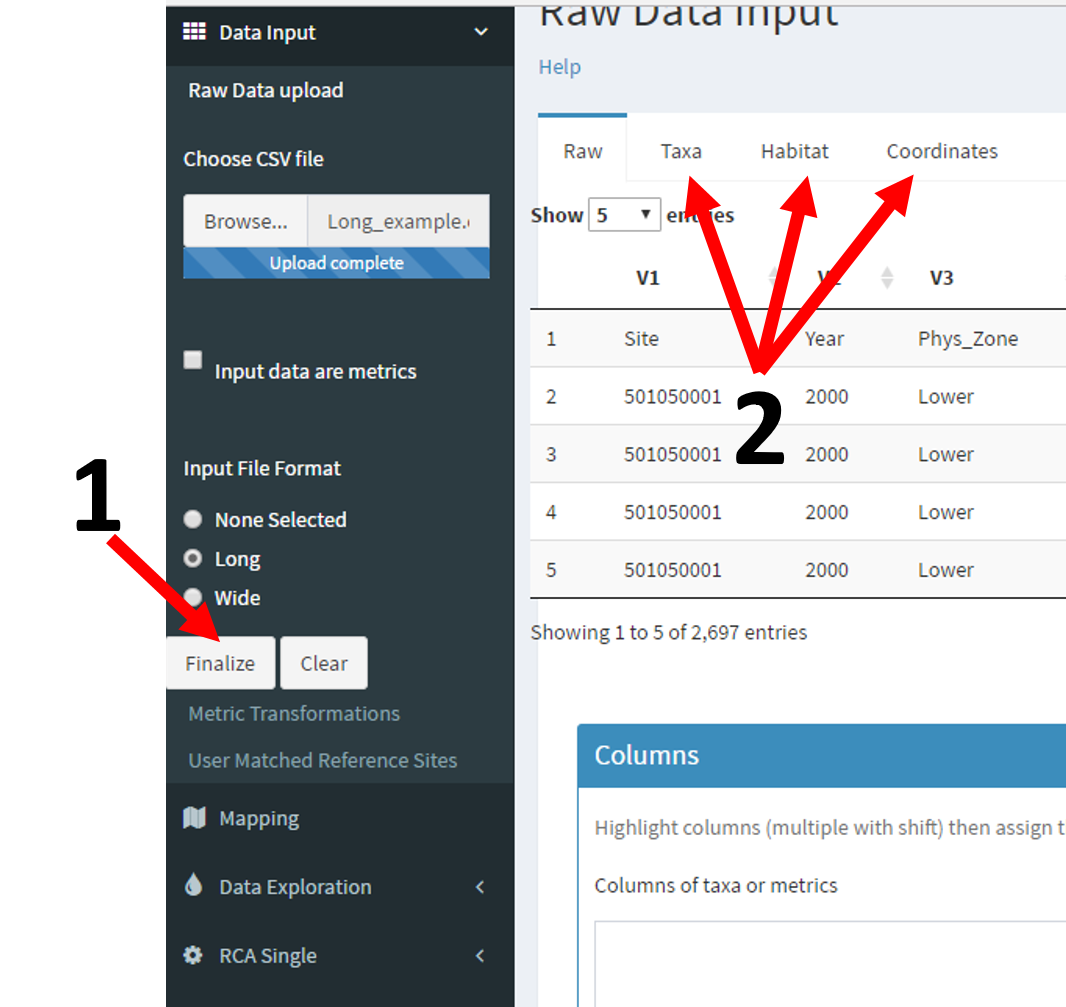 Data Input
Raw Data upload
Choose CSV file
Browse... Long_example.
Upload complete
Input data are metrics
Input File Format
None Selected
Long
Wide
Finalize Clear
Metric Transformations
User Matched Reference Sites
Mapping
Data Exploration
RCA Single
1
Raw Data Input
Help
Raw Taxa Habitat Coordinates
Show 5 entries
V1 V2 V3
1 Site Year Phys_Zone
2 501050001 2000 Lower
3 501050001 2000 Lower
4 501050001 2000 Lower
5 501050001 2000 Lower
2
Showing 1 to 5 of 2,697 entries
Columns
Highlight columns (multiple with shift) then assign t
Columns of taxa or metrics